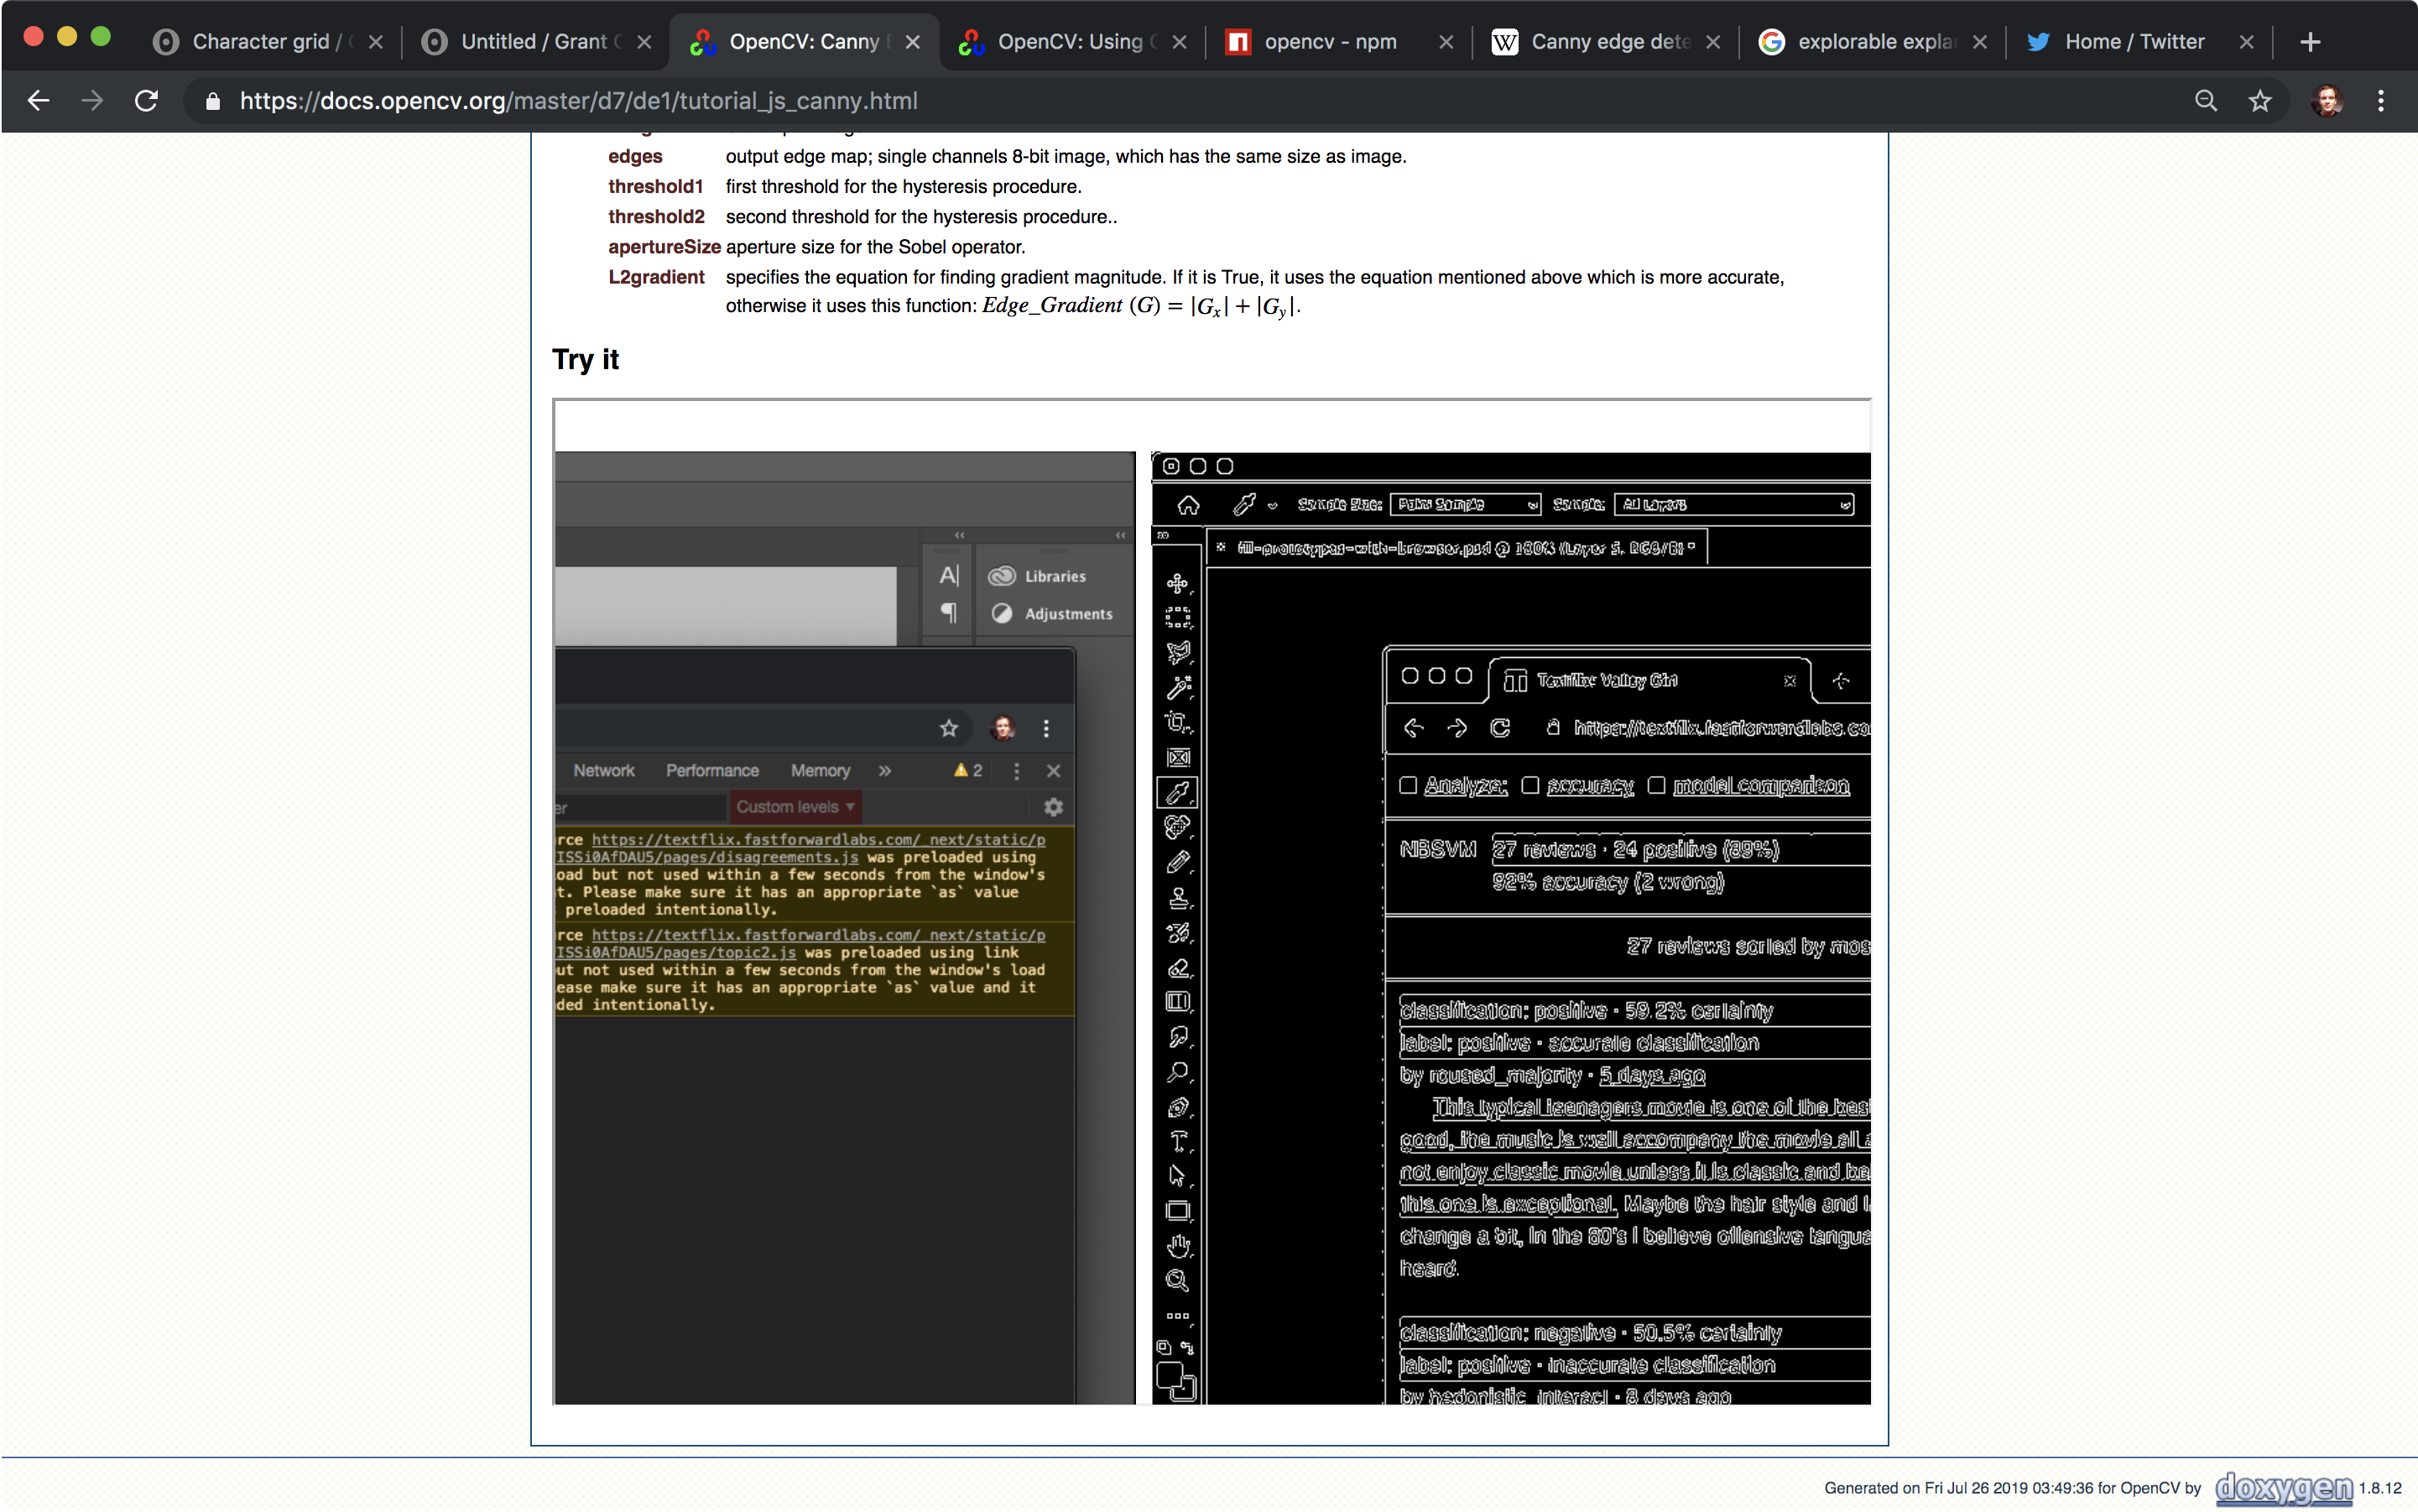 Character grid /
Untitled / Grant
OpenCV: Canny
OpenCV: Using
opencv - npm
Canny edge dete
explorable expla
Home / Twitter
https://docs.opencv.org/master/d7/de1/tutorial_js_canny.html
edges output edge map; single channels 8-bit image, which has the same size as image.
threshold1 first threshold for the hysteresis procedure.
threshold2 second threshold for the hysteresis procedure..
apertureSize aperture size for the Sobel operator.
L2gradient specifies the equation for finding gradient magnitude. If it is True, it uses the equation mentioned above which is more accurate,
otherwise it uses this function: Edge_Gradient (G) = |Gx| + |Gy|.
Try it
Libraries
Adjustments
Network Performance Memory » 2
er Custom levels ▼
rce https://textflix.fastforwardlabs.com/_next/static/p
ISSi0AfDAU5/pages/disagreements.js was preloaded using
oad but not used within a few seconds from the window's
t. Please make sure it has an appropriate `as` value
preloaded intentionally.
rce https://textflix.fastforwardlabs.com/_next/static/p
ISSi0AfDAU5/pages/topic2.js was preloaded using link
ut not used within a few seconds from the window's load
ease make sure it has an appropriate `as` value and it
ded intentionally.
Sample Size: Point Sample Sample: All Layers
fill-prototypes-with-browser.psd @ 100% (Layer 5, RGB/8) *
Textflix: Valley Girl
https://textflix.fastforwardlabs.co
Analyze: accuracy model comparison
NBSVM 27 reviews · 24 positive (89%)
92% accuracy (2 wrong)
27 reviews sorted by mos
classification: positive · 59.2% certainty
label: positive · accurate classification
by roused_majority · 5 days ago
This typical teenagers movie is one of the bes
good, the music is well accompany the movie all a
not enjoy classic movie unless it is classic and be
this one is exceptional. Maybe the hair style and l
change a bit, in the 80's I believe offensive langua
heard.
classification: negative · 50.5% certainty
label: positive · inaccurate classification
by hedonistic_interact · 8 days ago
Generated on Fri Jul 26 2019 03:49:36 for OpenCV by doxygen 1.8.12